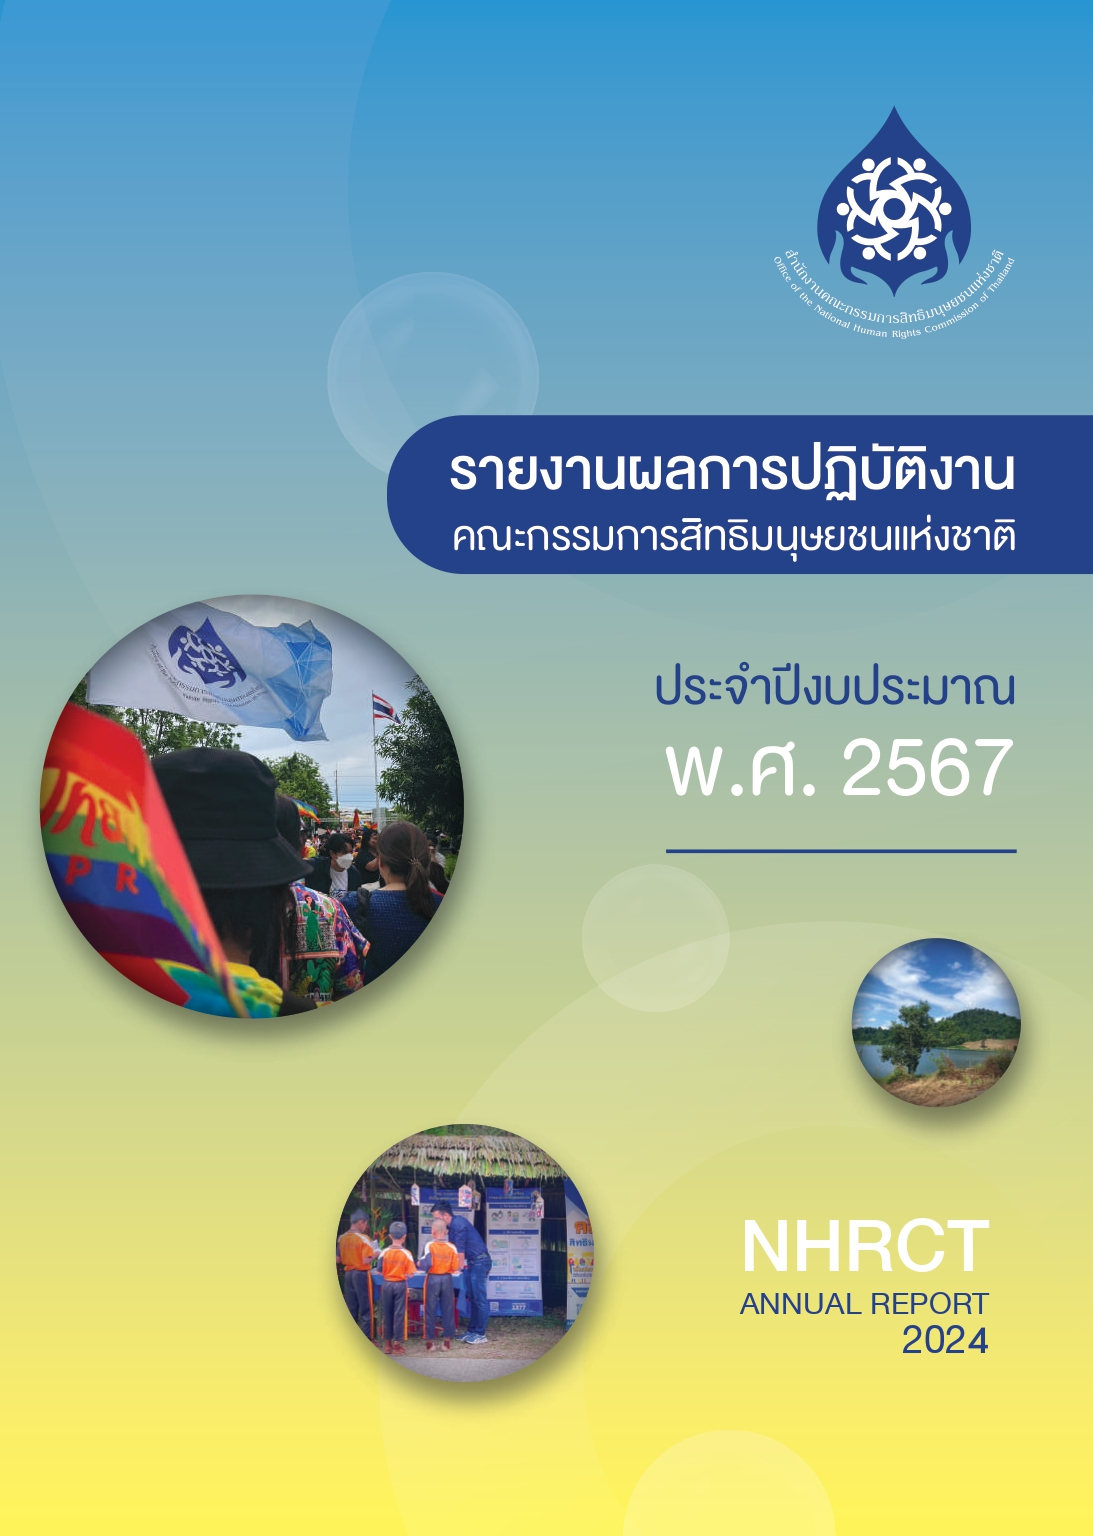 สำนักงานคณะกรรมการสิทธิมนุษยชนแห่งชาติ
Office of the National Human Rights Commission of Thailand
รายงานผลการปฏิบัติงาน
คณะกรรมการสิทธิมนุษยชนแห่งชาติ
ประจำปีงบประมาณ
พ.ศ. 2567
P R
NHRCT
ANNUAL REPORT
2024